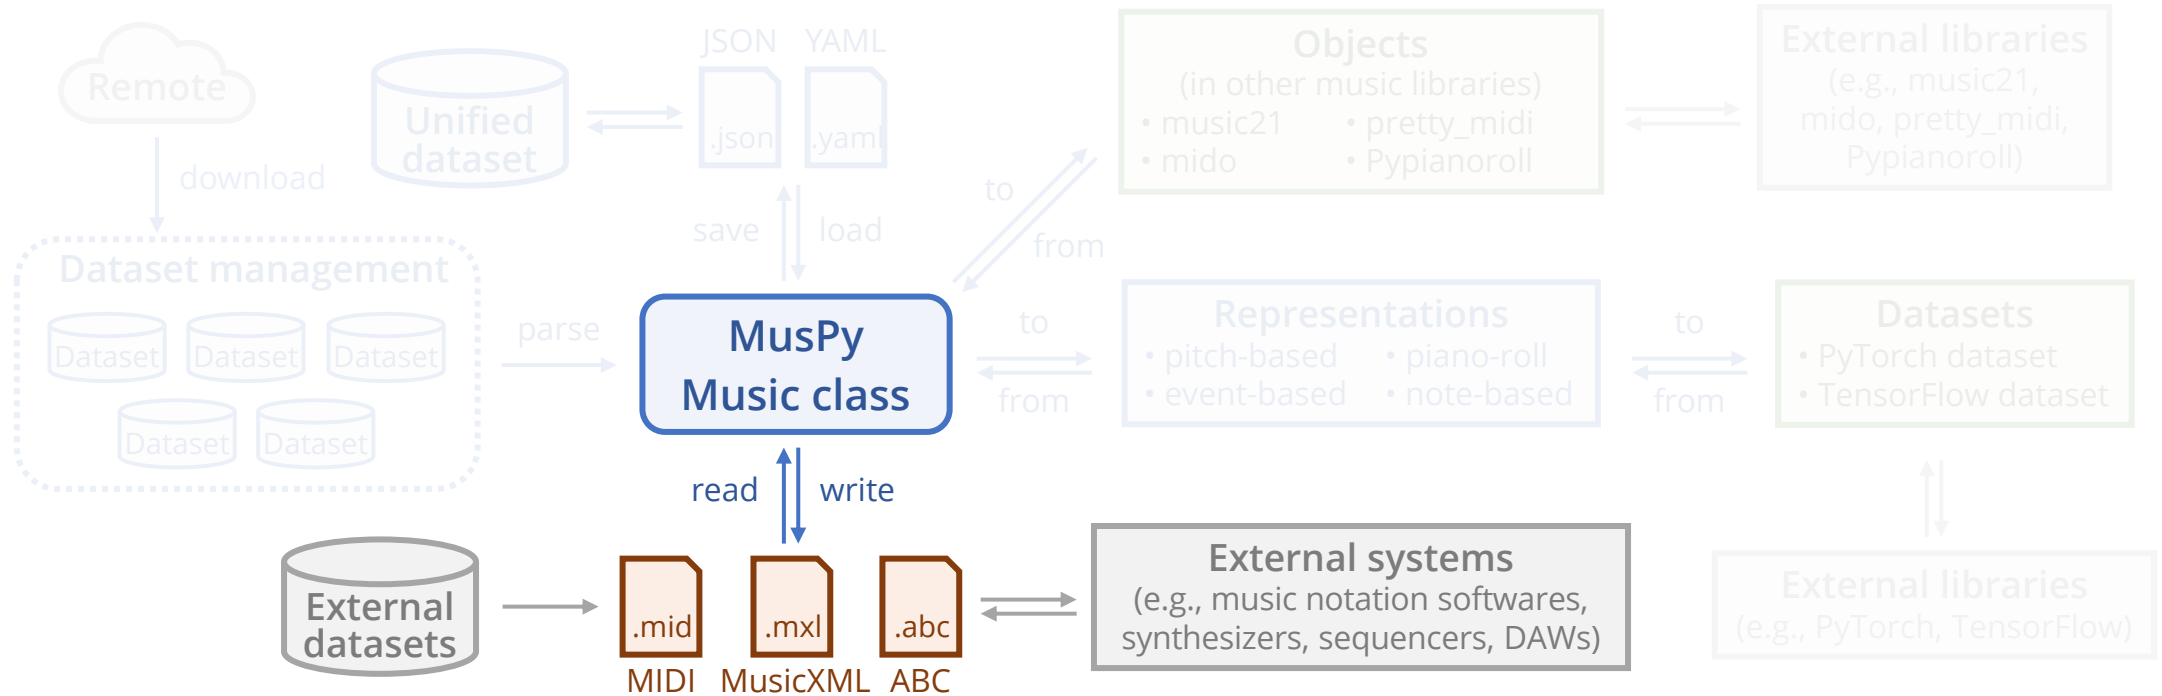 Remote
download
Dataset management
Dataset
Dataset
Dataset
Dataset
Dataset
parse
Unified
dataset
JSON
YAML
.json
.yaml
save
load
MusPy
Music class
read
write
External
datasets
.mid
.mxl
.abc
MIDI
MusicXML
ABC
to
from
Objects
(in other music libraries)
• music21
• pretty_midi
• mido
• Pypianoroll
External libraries
(e.g., music21,
mido, pretty_midi,
Pypianoroll)
to
from
Representations
• pitch-based
• piano-roll
• event-based
• note-based
to
from
Datasets
• PyTorch dataset
• TensorFlow dataset
External systems
(e.g., music notation softwares,
synthesizers, sequencers, DAWs)
External libraries
(e.g., PyTorch, TensorFlow)